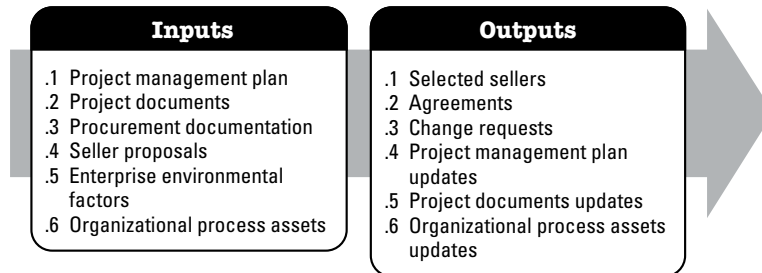 Inputs
.1 Project management plan
.2 Project documents
.3 Procurement documentation
.4 Seller proposals
.5 Enterprise environmental
factors
.6 Organizational process assets
Outputs
.1 Selected sellers
.2 Agreements
.3 Change requests
.4 Project management plan
updates
.5 Project documents updates
.6 Organizational process assets
updates